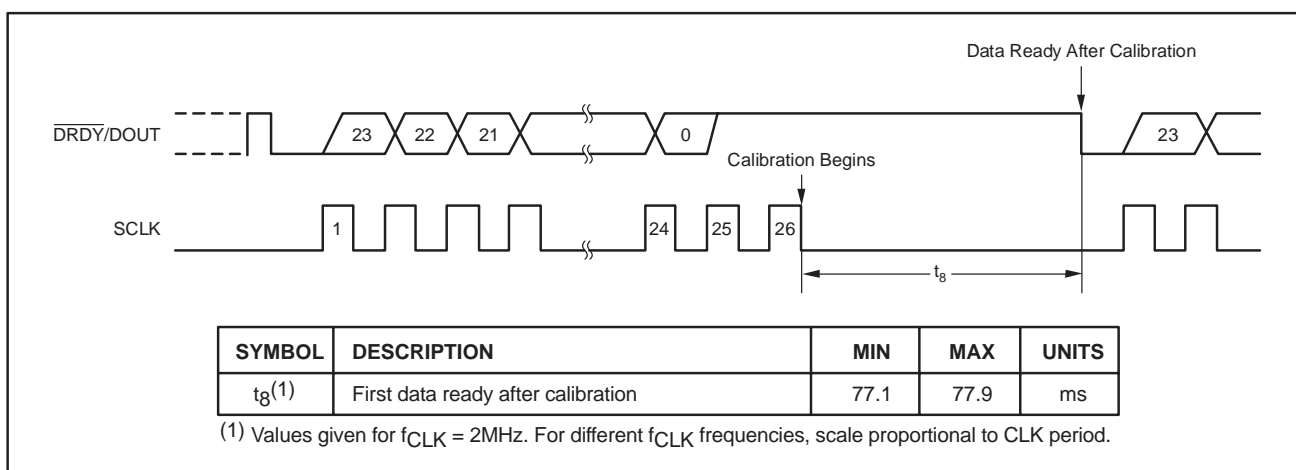 Data Ready After Calibration
DRDY/DOUT 23 22 21 0 23
Calibration Begins
SCLK 1 24 25 26
t8
SYMBOL DESCRIPTION MIN MAX UNITS
t8(1) First data ready after calibration 77.1 77.9 ms
(1) Values given for fCLK = 2MHz. For different fCLK frequencies, scale proportional to CLK period.